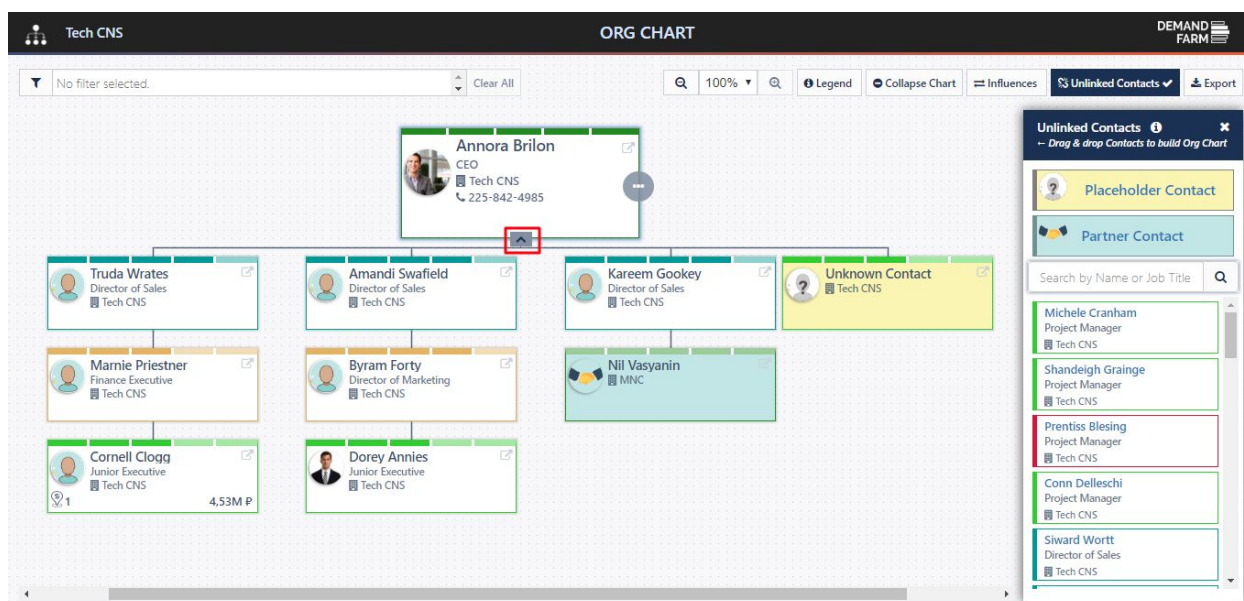 Tech CNS
ORG CHART
DEMAND
FARM
No filter selected.
Clear All
100%
Legend
Collapse Chart
Influences
Unlinked Contacts
Export
Annora Brilon
CEO
Tech CNS
225-842-4985
Truda Wrates
Director of Sales
Tech CNS
Amandi Swafield
Director of Sales
Tech CNS
Kareem Gookey
Director of Sales
Tech CNS
Unknown Contact
Tech CNS
Marnie Priestner
Finance Executive
Tech CNS
Byram Forty
Director of Marketing
Tech CNS
Nil Vasyanin
MNC
Cornell Clogg
Junior Executive
Tech CNS
1
4,53M ₽
Dorey Annies
Junior Executive
Tech CNS
Unlinked Contacts
← Drag & drop Contacts to build Org Chart
Placeholder Contact
Partner Contact
Search by Name or Job Title
Michele Cranham
Project Manager
Tech CNS
Shandeigh Grainge
Project Manager
Tech CNS
Prentiss Blesing
Project Manager
Tech CNS
Conn Delleschi
Project Manager
Tech CNS
Siward Wortt
Director of Sales
Tech CNS